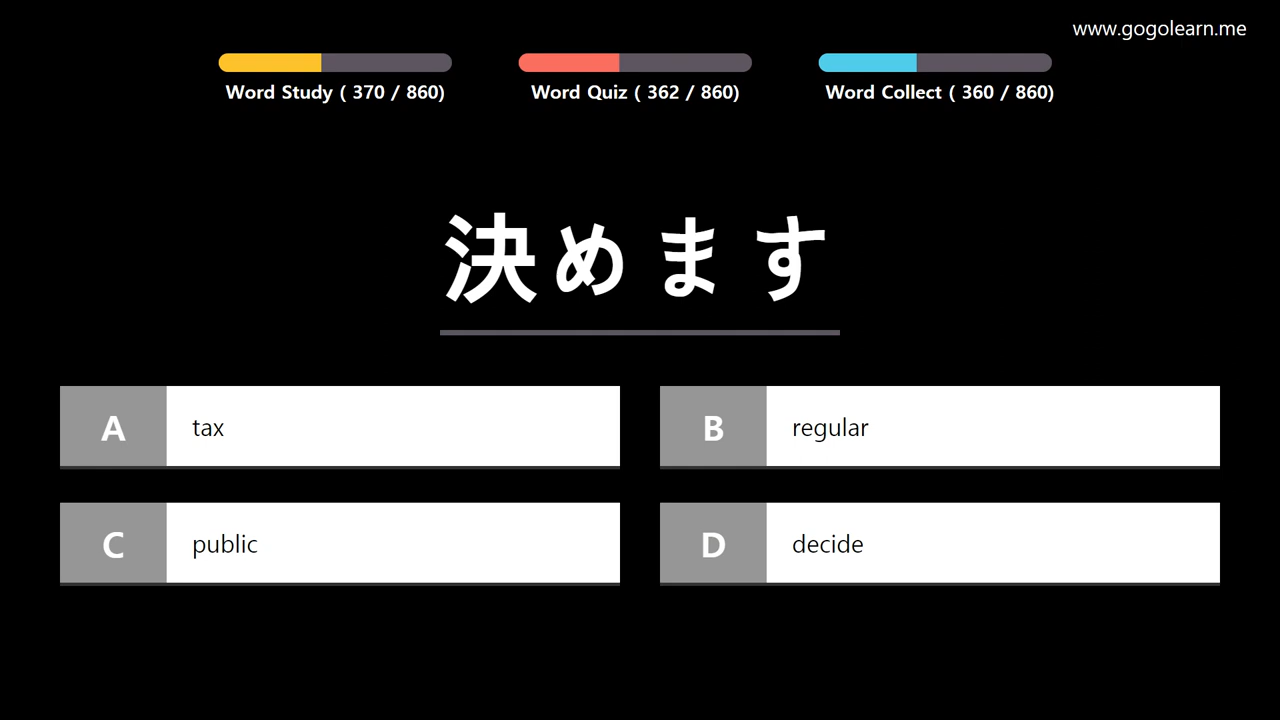 www.gogolearn.me
Word Study ( 370 / 860)
Word Quiz ( 362 / 860)
Word Collect ( 360 / 860)
決めます
A tax
B regular
C public
D decide